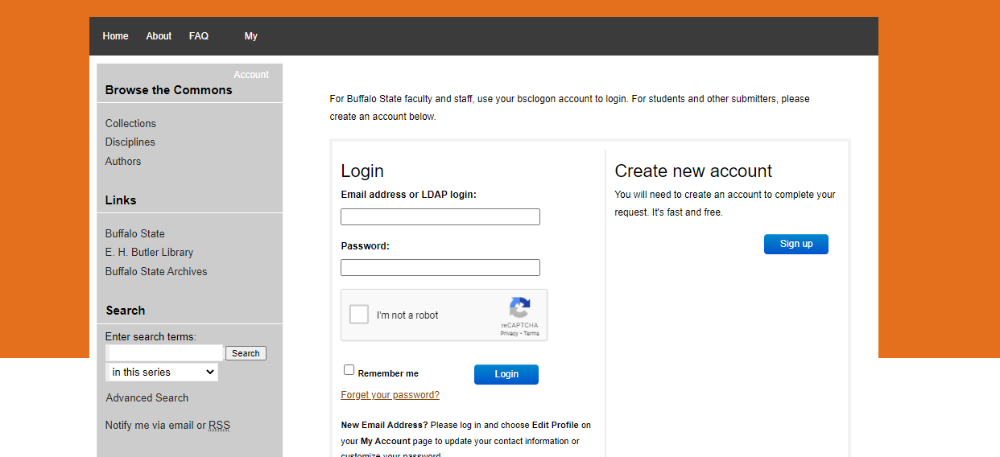 Home About FAQ My
Account
Browse the Commons
Collections
Disciplines
Authors
Links
Buffalo State
E. H. Butler Library
Buffalo State Archives
Search
Enter search terms:
Search
in this series
Advanced Search
Notify me via email or RSS
For Buffalo State faculty and staff, use your bsclogon account to login. For students and other submitters, please
create an account below.
Login
Email address or LDAP login:
Password:
I'm not a robot
reCAPTCHA
Privacy - Terms
Remember me
Login
Forget your password?
New Email Address? Please log in and choose Edit Profile on
your My Account page to update your contact information or
customize your password.
Create new account
You will need to create an account to complete your
request. It's fast and free.
Sign up